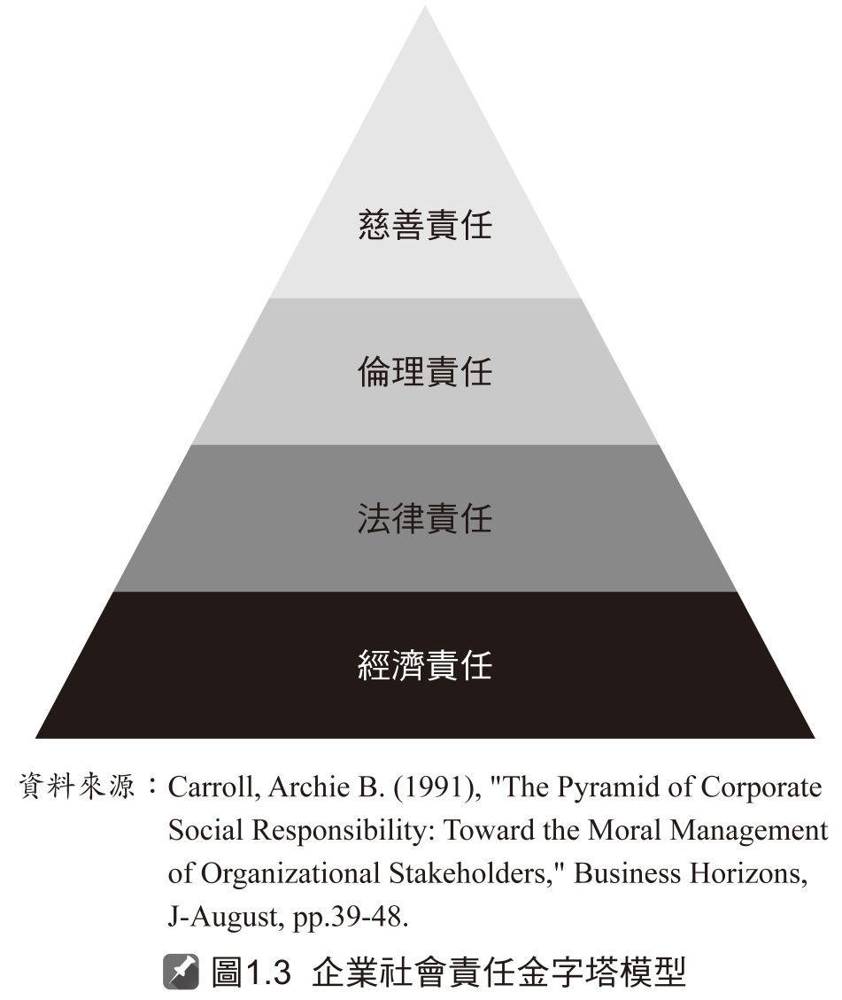 慈善責任
倫理責任
法律責任
經濟責任
資料來源：Carroll, Archie B. (1991), "The Pyramid of Corporate
Social Responsibility: Toward the Moral Management
of Organizational Stakeholders," Business Horizons,
J-August, pp.39-48.
圖1.3 企業社會責任金字塔模型